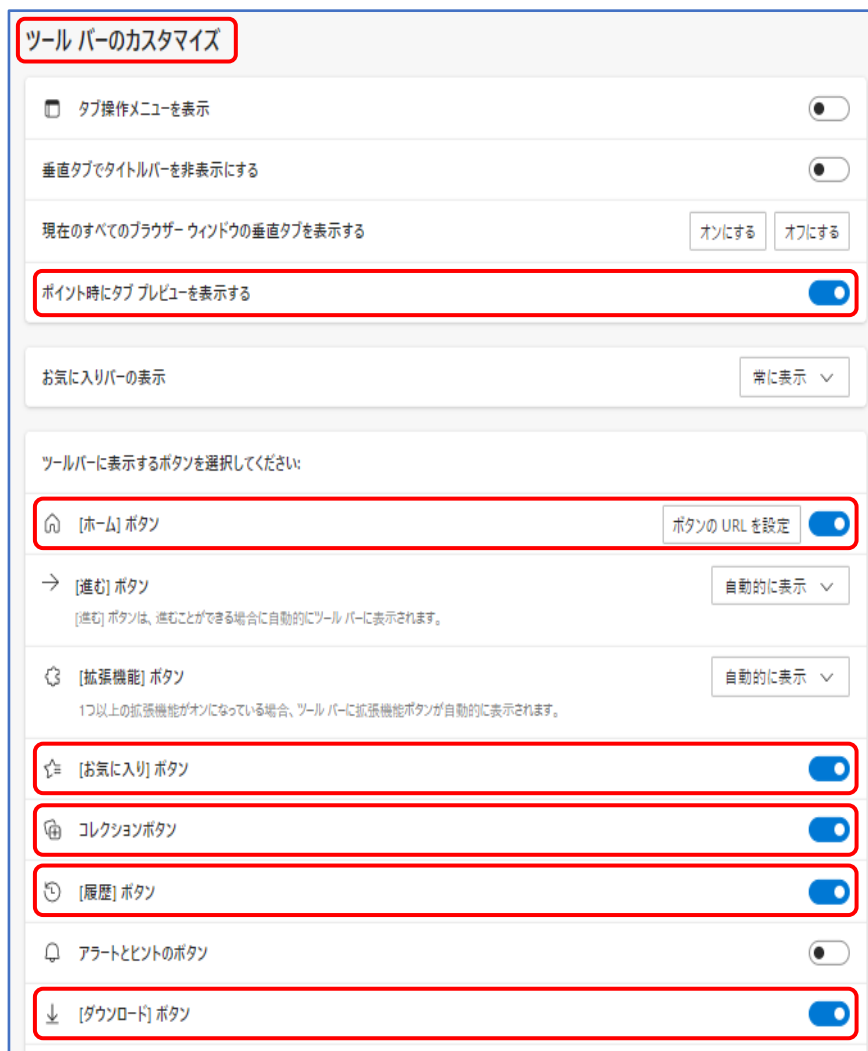 ツール バーのカスタマイズ
タブ操作メニューを表示
垂直タブでタイトルバーを非表示にする
現在のすべてのブラウザー ウィンドウの垂直タブを表示する オンにする オフにする
ポイント時にタブ プレビューを表示する
お気に入りバーの表示 常に表示
ツールバーに表示するボタンを選択してください:
[ホーム] ボタン ボタンの URL を設定
[進む] ボタン 自動的に表示
[進む] ボタンは、進むことができる場合に自動的にツール バーに表示されます。
[拡張機能] ボタン 自動的に表示
1つ以上の拡張機能がオンになっている場合、ツール バーに拡張機能ボタンが自動的に表示されます。
[お気に入り] ボタン
コレクションボタン
[履歴] ボタン
アラートとヒントのボタン
[ダウンロード] ボタン